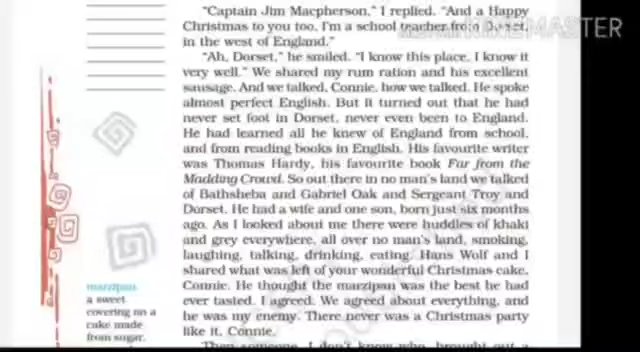 "Captain Jim Macpherson," I replied. "And a Happy
Christmas to you too. I'm a school teacher from Dorset,
in the west of England."
"Ah, Dorset," he smiled. "I know this place. I know it
very well." We shared my rum ration and his excellent
sausage. And we talked, Connie, how we talked. He spoke
almost perfect English. But it turned out that he had
never set foot in Dorset, never even been to England.
He had learned all he knew of England from school,
and from reading books in English. His favourite writer
was Thomas Hardy, his favourite book Far from the
Madding Crowd. So out there in no man's land we talked
of Bathsheba and Gabriel Oak and Sergeant Troy and
Dorset. He had a wife and one son, born just six months
ago. As I looked about me there were huddles of khaki
and grey everywhere, all over no man's land, smoking,
laughing, talking, drinking, eating. Hans Wolf and I
shared what was left of your wonderful Christmas cake,
Connie. He thought the marzipan was the best he had
ever tasted. I agreed. We agreed about everything, and
he was my enemy. There never was a Christmas party
like it, Connie.
Then someone, I don't know who, brought out a
marzipan
a sweet
covering on a
cake made
from sugar,
MASTER